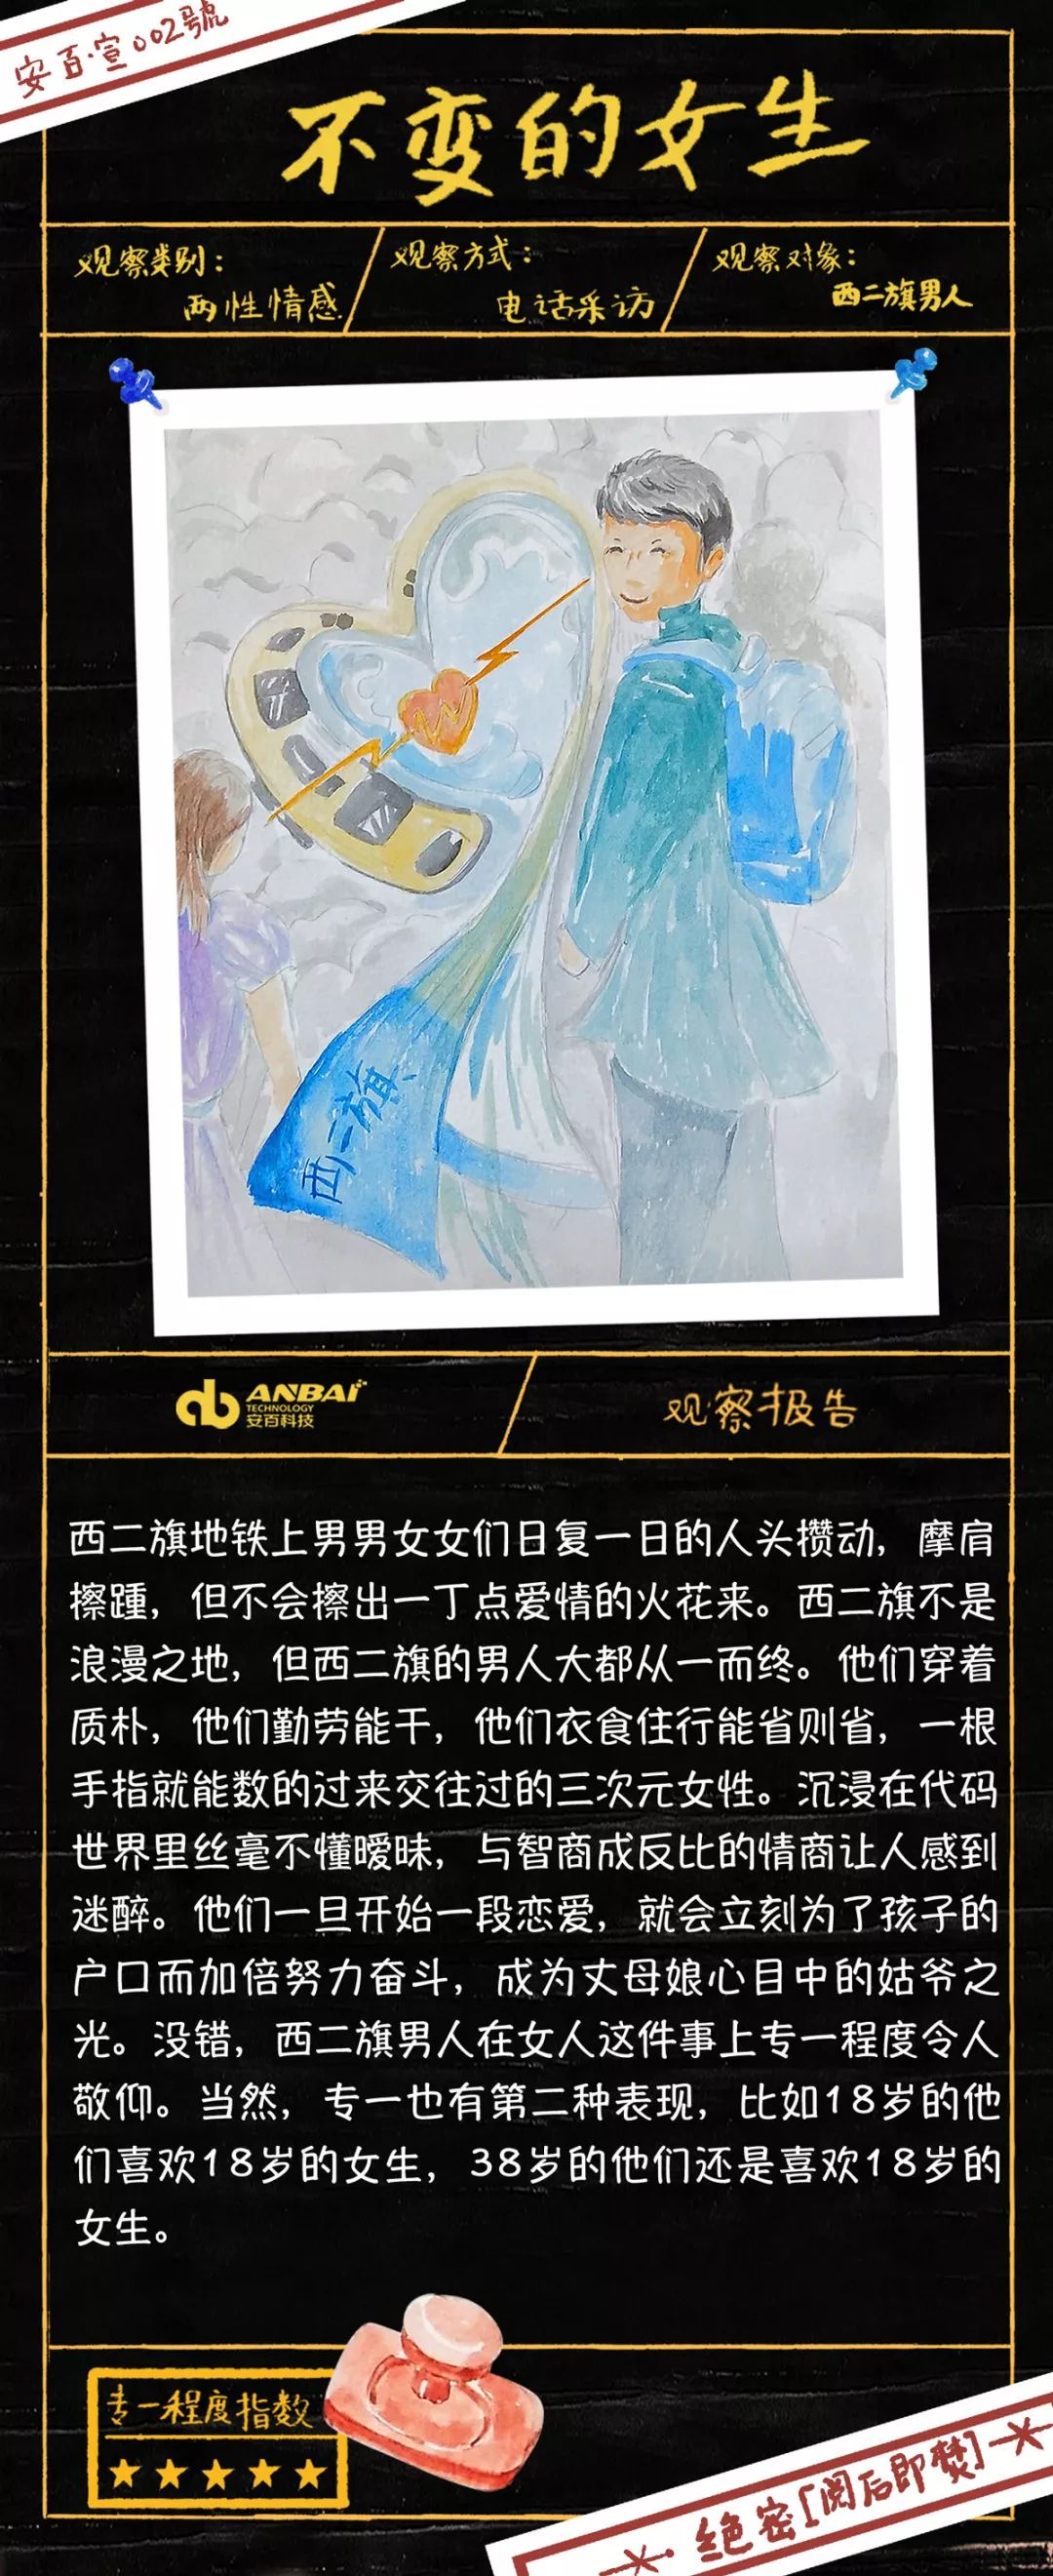 安百·宣002號
不变的女生
观察类别：
两性情感
观察方式：
电话采访
观察对象：
西二旗男人
西二旗
ANBAI
TECHNOLOGY
安百科技
观察报告
西二旗地铁上男男女女们日复一日的人头攒动，摩肩
擦踵，但不会擦出一丁点爱情的火花来。西二旗不是
浪漫之地，但西二旗的男人大都从一而终。他们穿着
质朴，他们勤劳能干，他们衣食住行能省则省，一根
手指就能数的过来交往过的三次元女性。沉浸在代码
世界里丝毫不懂暧昧，与智商成反比的情商让人感到
迷醉。他们一旦开始一段恋爱，就会立刻为了孩子的
户口而加倍努力奋斗，成为丈母娘心目中的姑爷之
光。没错，西二旗男人在女人这件事上专一程度令人
敬仰。当然，专一也有第二种表现，比如18岁的他
们喜欢18岁的女生，38岁的他们还是喜欢18岁的
女生。
专一程度指数
绝密[阅后即焚]